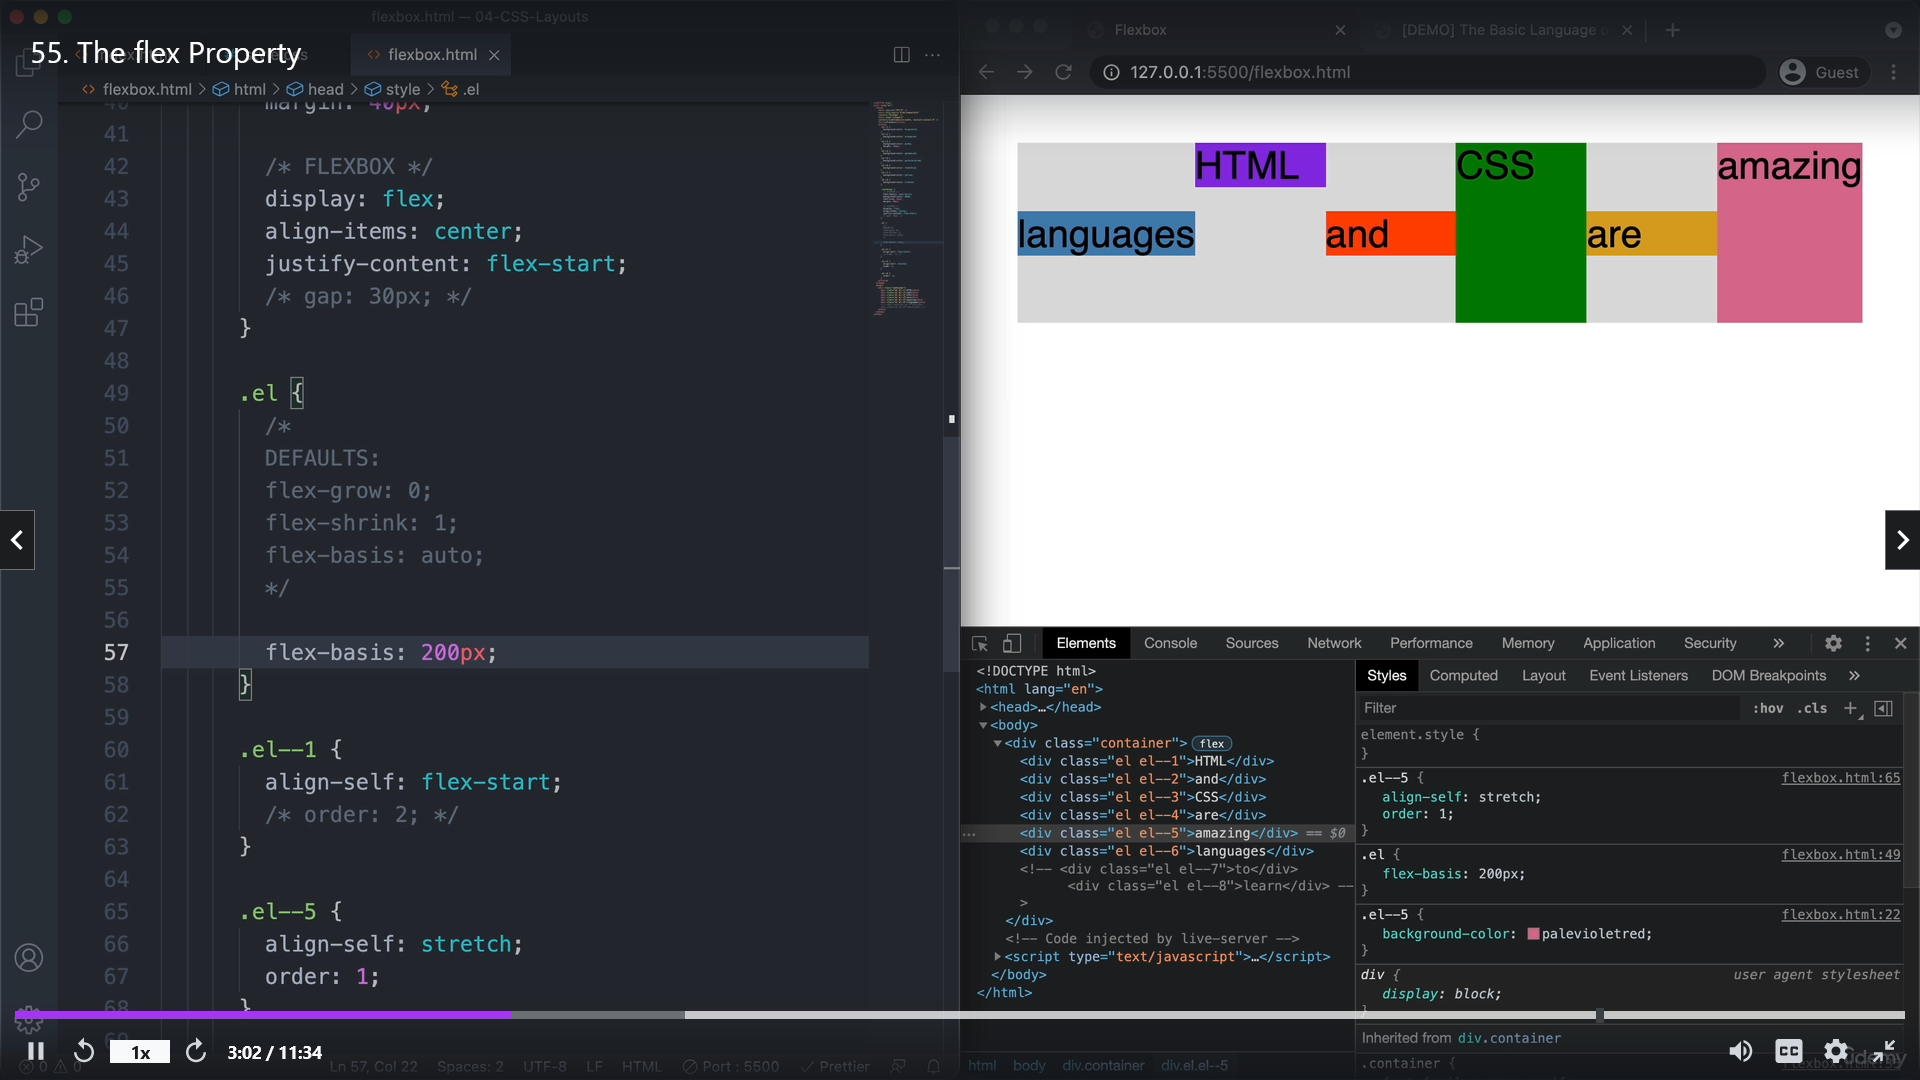 flexbox.html — 04-CSS-Layouts
55. The flex Property
flexbox.html
flexbox.html > html > head > style > .el
40 margin: 40px;
41
42 /* FLEXBOX */
43 display: flex;
44 align-items: center;
45 justify-content: flex-start;
46 /* gap: 30px; */
47 }
48
49 .el {
50 /*
51 DEFAULTS:
52 flex-grow: 0;
53 flex-shrink: 1;
54 flex-basis: auto;
55 */
56
57 flex-basis: 200px;
58 }
59
60 .el--1 {
61 align-self: flex-start;
62 /* order: 2; */
63 }
64
65 .el--5 {
66 align-self: stretch;
67 order: 1;
68 }
1x
3:02 / 11:34
0 0
Ln 57, Col 22 Spaces: 2 UTF-8 LF HTML Port : 5500 Prettier
Flexbox
[DEMO] The Basic Language o
127.0.0.1:5500/flexbox.html
Guest
HTML CSS amazing
languages and are
Elements Console Sources Network Performance Memory Application Security »
<!DOCTYPE html>
<html lang="en">
<head>…</head>
<body>
<div class="container"> flex
<div class="el el--1">HTML</div>
<div class="el el--2">and</div>
<div class="el el--3">CSS</div>
<div class="el el--4">are</div>
<div class="el el--5">amazing</div> == $0
<div class="el el--6">languages</div>
<!-- <div class="el el--7">to</div>
<div class="el el--8">learn</div> --
>
</div>
<!-- Code injected by live-server -->
<script type="text/javascript">…</script>
</body>
</html>
html body div.container div.el.el--5
Styles Computed Layout Event Listeners DOM Breakpoints »
Filter :hov .cls +
element.style {
}
.el--5 { flexbox.html:65
align-self: stretch;
order: 1;
}
.el { flexbox.html:49
flex-basis: 200px;
}
.el--5 { flexbox.html:22
background-color: palevioletred;
}
div { user agent stylesheet
display: block;
}
Inherited from div.container
.container {
CC
udemy